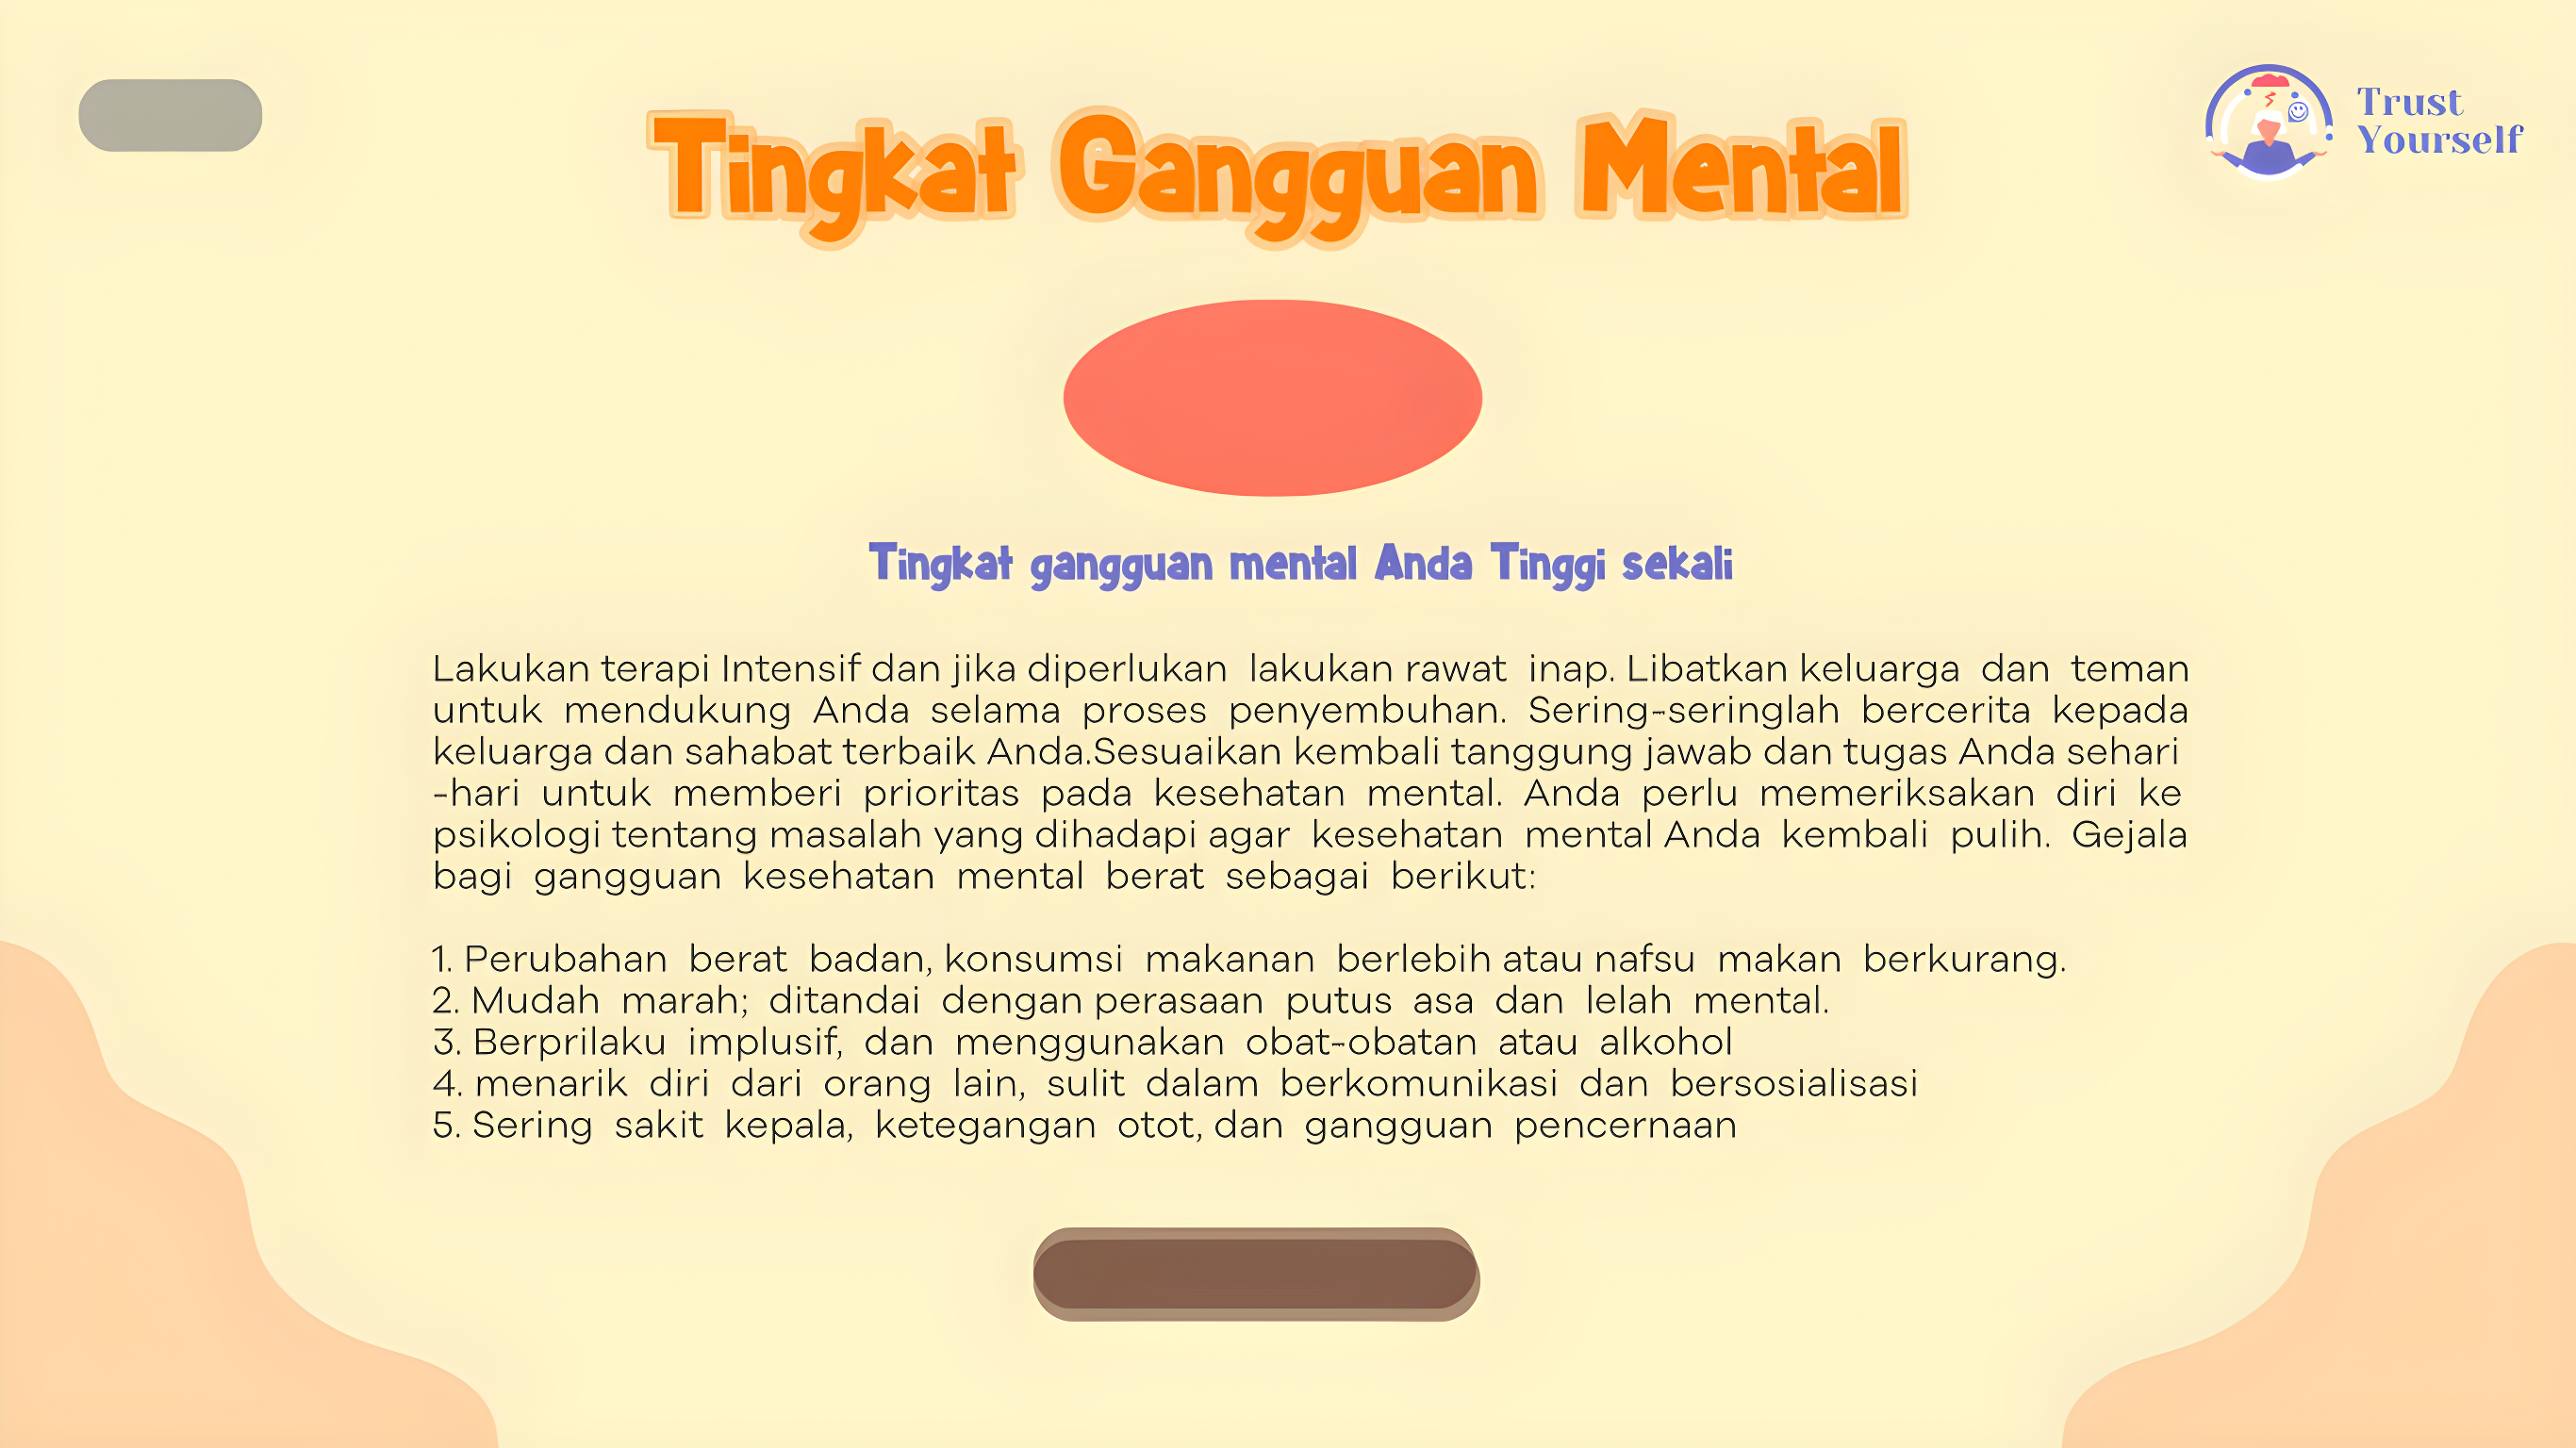 Trust
Yourself
Tingkat Gangguan Mental
Tingkat gangguan mental Anda Tinggi sekali
Lakukan terapi Intensif dan jika diperlukan lakukan rawat inap. Libatkan keluarga dan teman
untuk mendukung Anda selama proses penyembuhan. Sering-seringlah bercerita kepada
keluarga dan sahabat terbaik Anda.Sesuaikan kembali tanggung jawab dan tugas Anda sehari
-hari untuk memberi prioritas pada kesehatan mental. Anda perlu memeriksakan diri ke
psikologi tentang masalah yang dihadapi agar kesehatan mental Anda kembali pulih. Gejala
bagi gangguan kesehatan mental berat sebagai berikut:
1. Perubahan berat badan, konsumsi makanan berlebih atau nafsu makan berkurang.
2. Mudah marah; ditandai dengan perasaan putus asa dan lelah mental.
3. Berprilaku implusif, dan menggunakan obat-obatan atau alkohol
4. menarik diri dari orang lain, sulit dalam berkomunikasi dan bersosialisasi
5. Sering sakit kepala, ketegangan otot, dan gangguan pencernaan